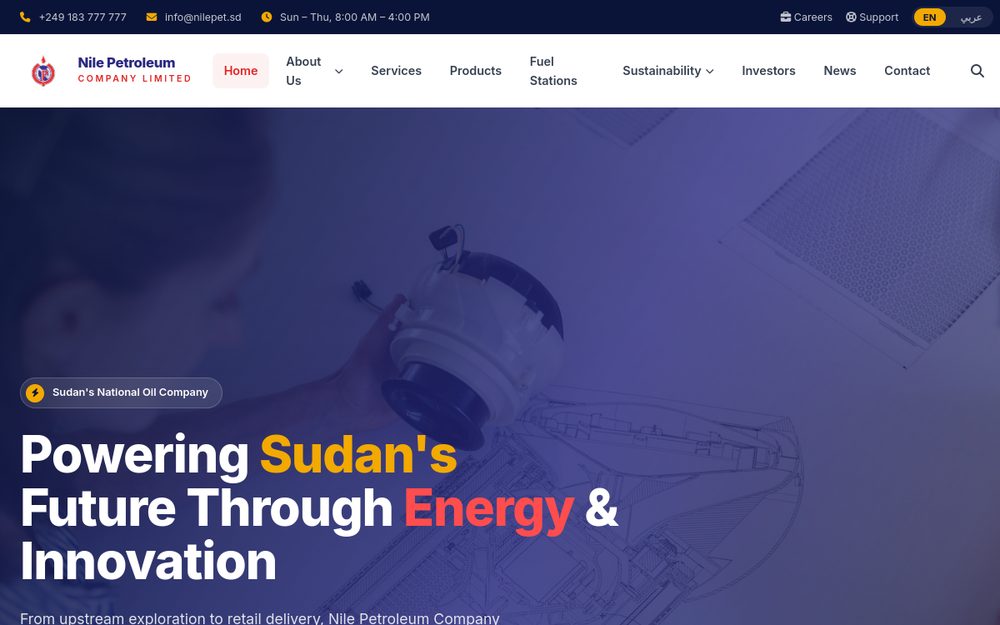 +249 183 777 777
info@nilepet.sd
Sun – Thu, 8:00 AM – 4:00 PM
Careers
Support
EN
عربي
Nile Petroleum
COMPANY LIMITED
Home
About
Us
Services
Products
Fuel
Stations
Sustainability
Investors
News
Contact
Sudan's National Oil Company
Powering Sudan's
Future Through Energy &
Innovation
From upstream exploration to retail delivery, Nile Petroleum Company